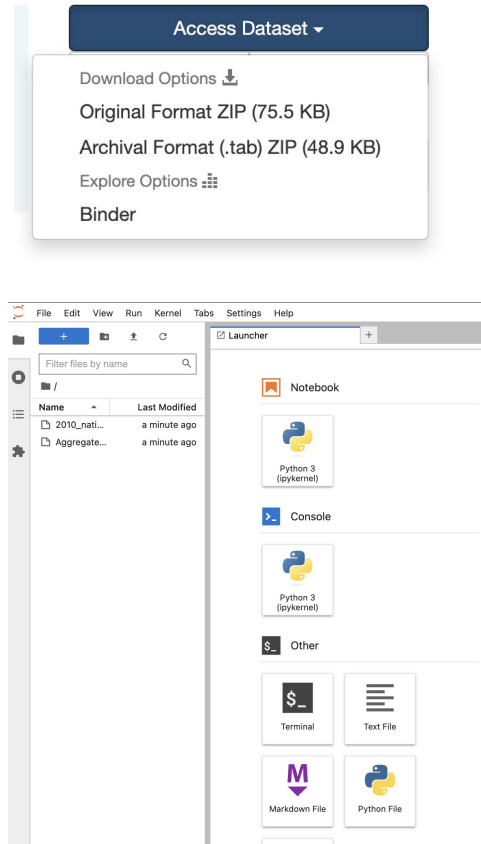 Access Dataset
Download Options
Original Format ZIP (75.5 KB)
Archival Format (.tab) ZIP (48.9 KB)
Explore Options
Binder
File Edit View Run Kernel Tabs Settings Help
+
Launcher
+
Filter files by name
/
Name Last Modified
2010_nati... a minute ago
Aggregate... a minute ago
Notebook
Python 3
(ipykernel)
>_ Console
Python 3
(ipykernel)
$_ Other
$_
Terminal
Text File
M
Markdown File
Python File